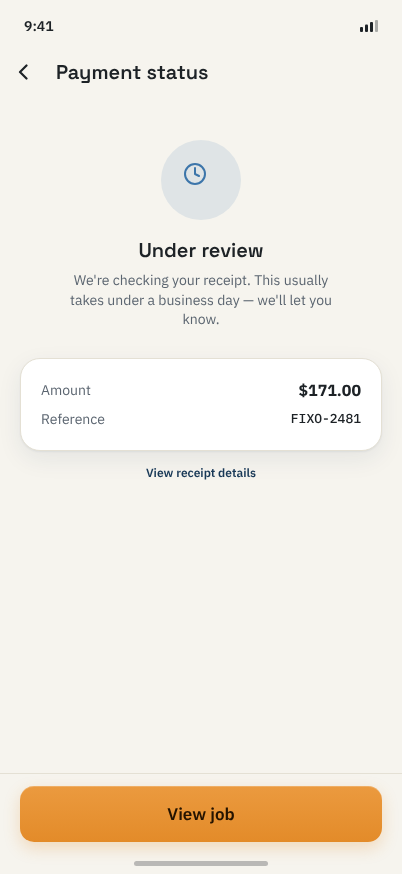 9:41
Payment status
Under review
We're checking your receipt. This usually
takes under a business day — we'll let you
know.
Amount $171.00
Reference FIXO-2481
View receipt details
View job